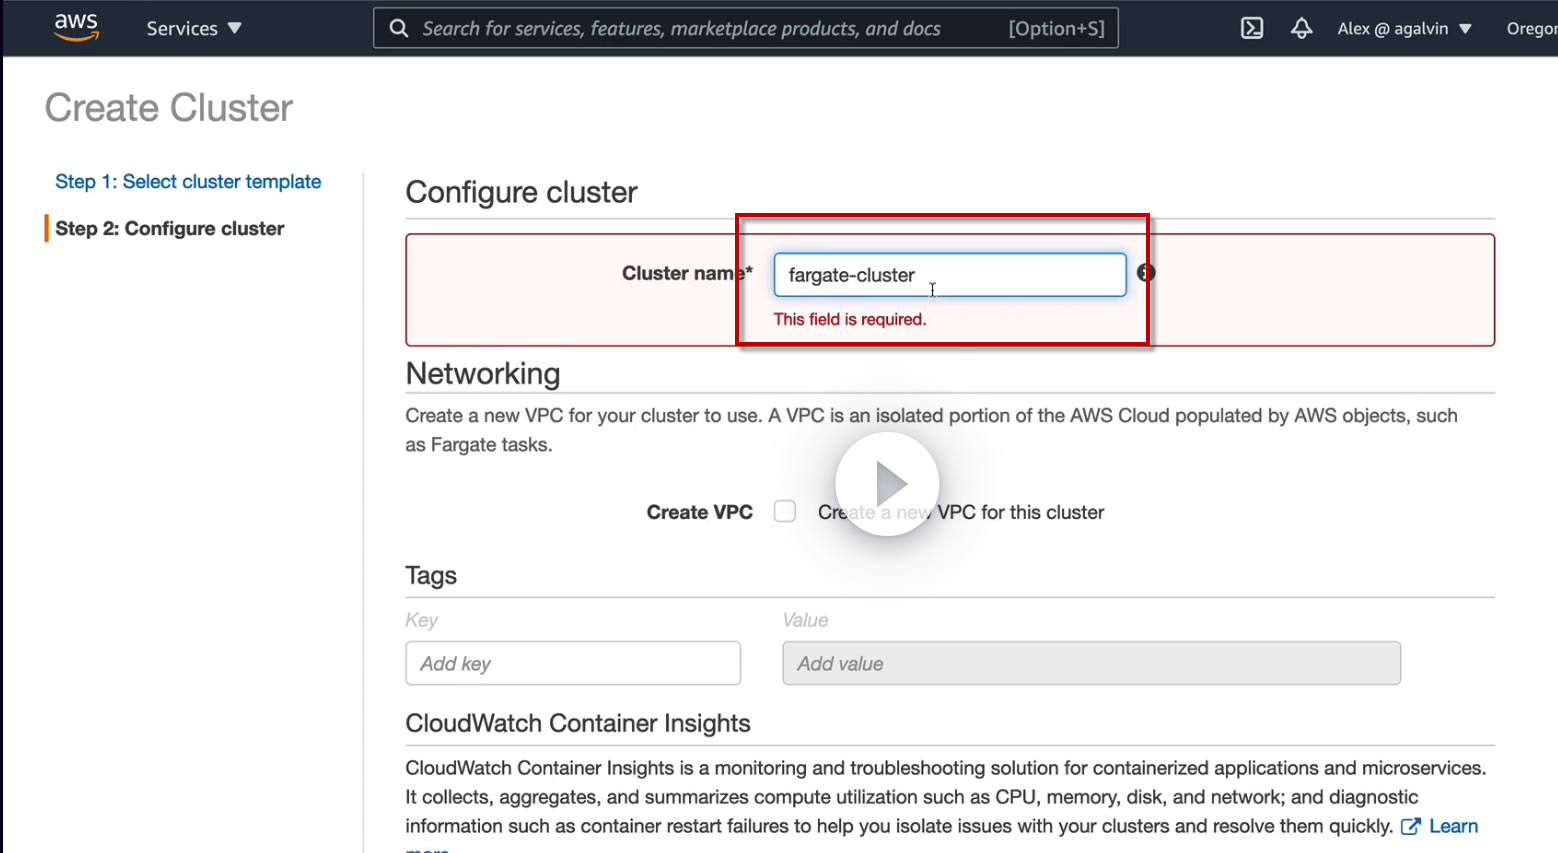 aws
Services
Search for services, features, marketplace products, and docs
[Option+S]
Alex @ agalvin
Create Cluster
Step 1: Select cluster template
Step 2: Configure cluster
Configure cluster
Cluster name*
fargate-cluster
This field is required.
Networking
Create a new VPC for your cluster to use. A VPC is an isolated portion of the AWS Cloud populated by AWS objects, such
as Fargate tasks.
Create VPC
Create a new VPC for this cluster
Tags
Key
Value
Add key
Add value
CloudWatch Container Insights
CloudWatch Container Insights is a monitoring and troubleshooting solution for containerized applications and microservices.
It collects, aggregates, and summarizes compute utilization such as CPU, memory, disk, and network; and diagnostic
information such as container restart failures to help you isolate issues with your clusters and resolve them quickly. Learn